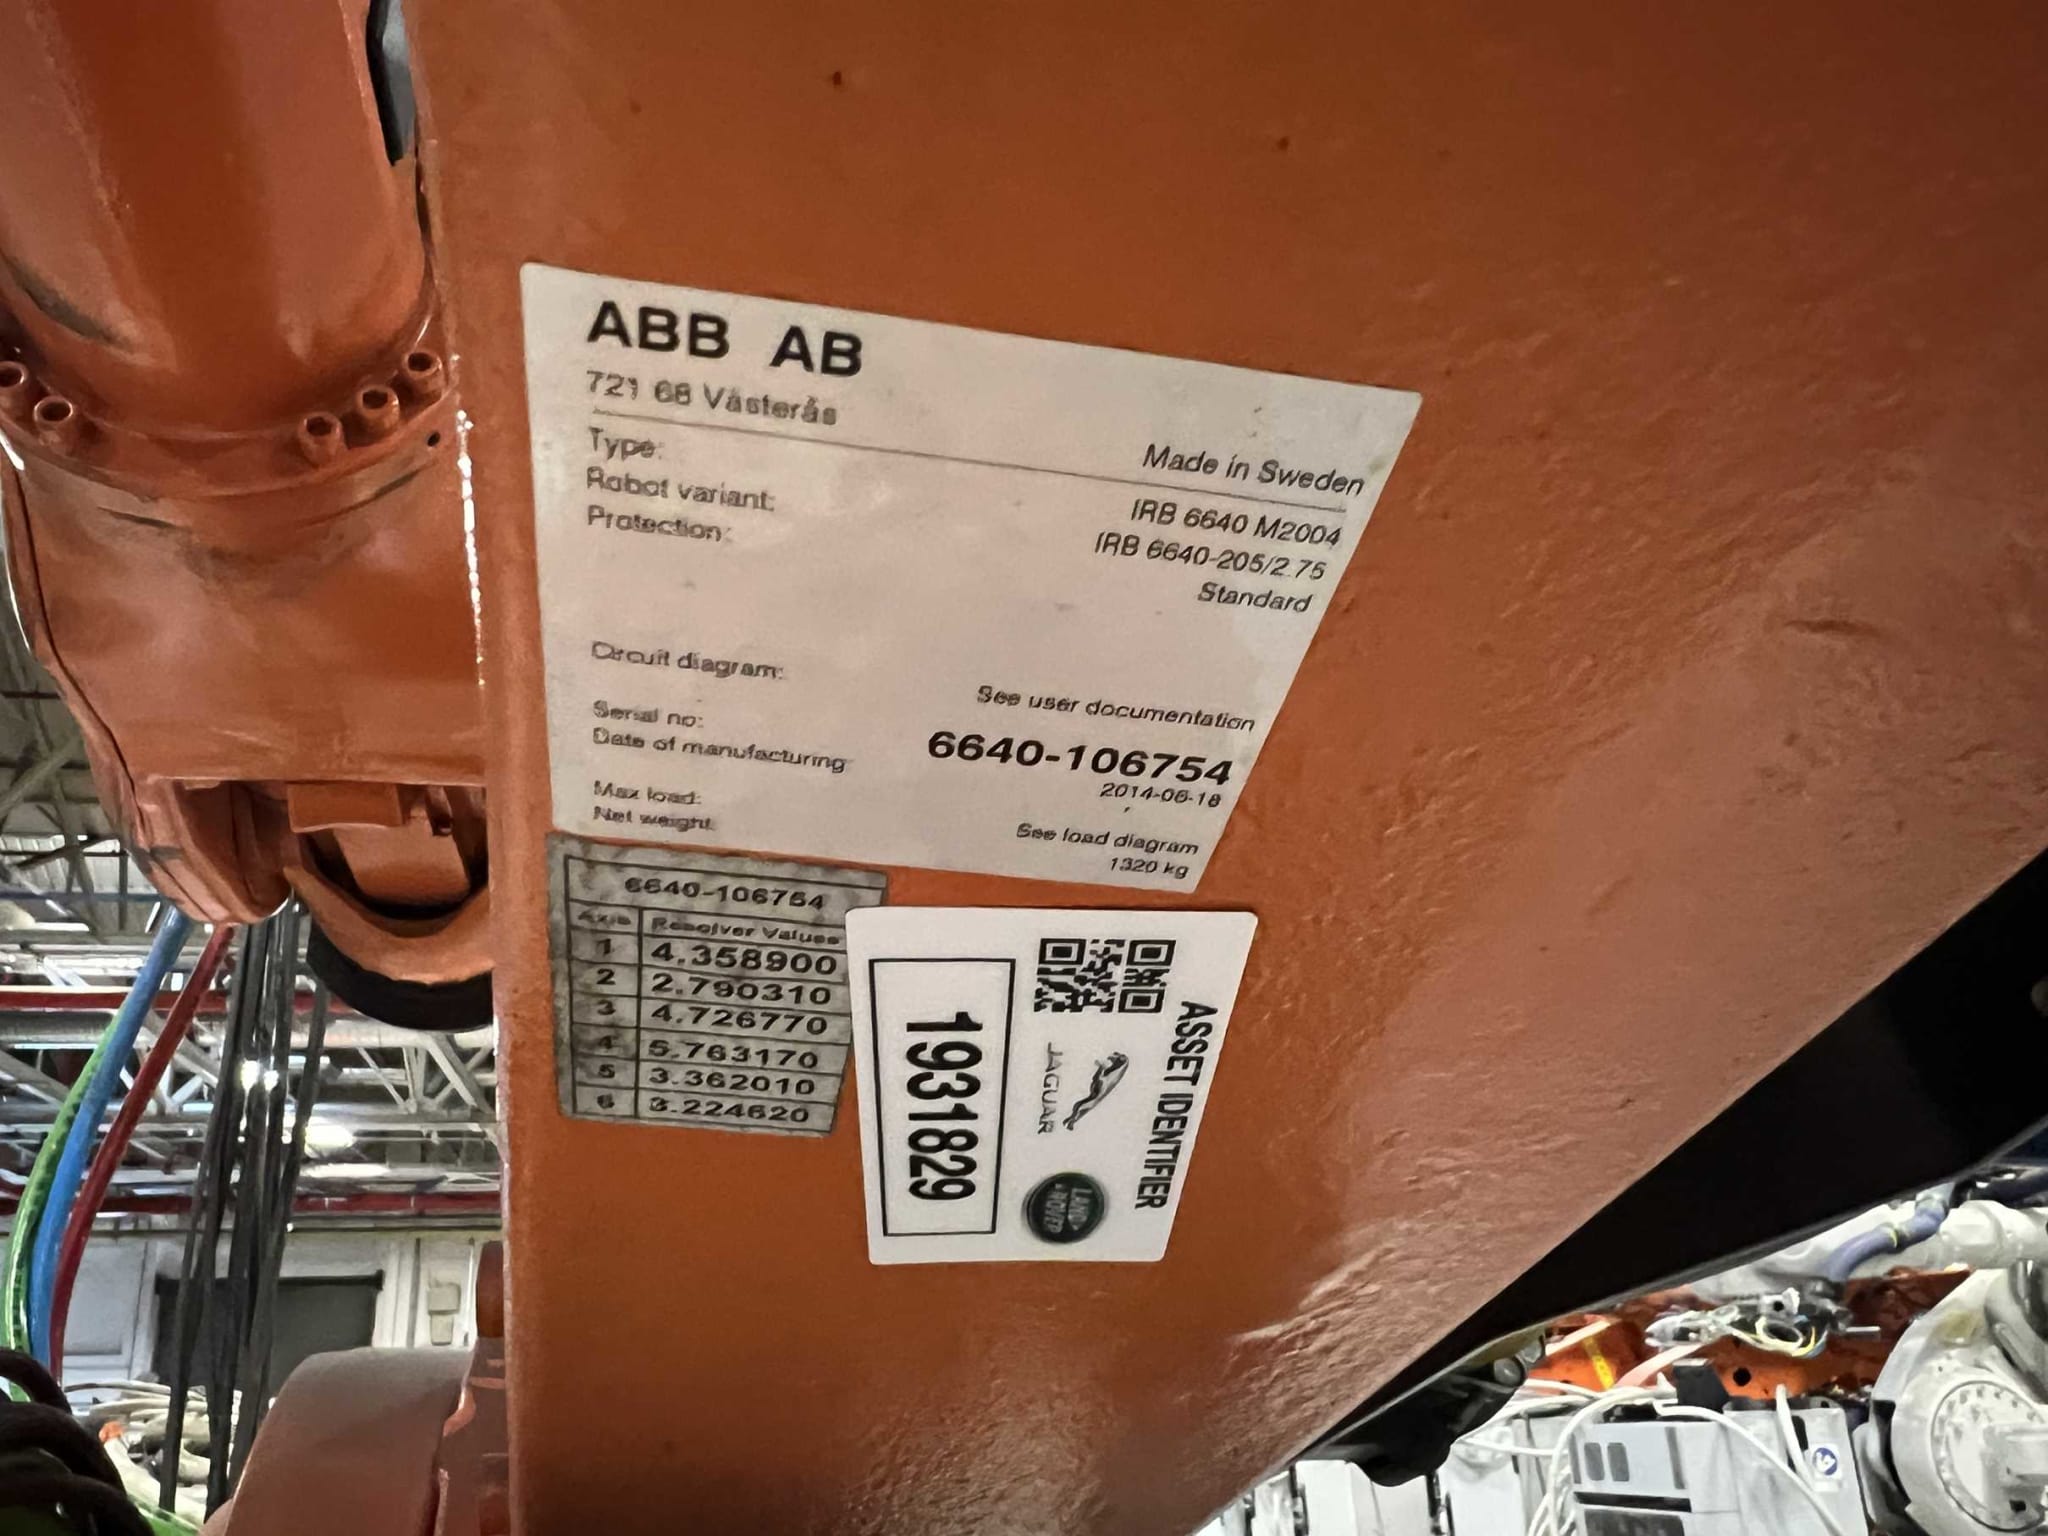 ABB AB
721 68 Västerås
Made in Sweden
Type: IRB 6640 M2004
Robot variant: IRB 6640-205/2.75
Protection: Standard
Circuit diagram: See user documentation
Serial no: 6640-106754
Date of manufacturing 2014-06-18
Max load: See load diagram
Net weight: 1320 kg
6640-106754
Axis Resolver Values
1 4.358900
2 2.790310
3 4.726770
4 5.763170
5 3.362010
6 3.224620
ASSET IDENTIFIER
JAGUAR
LAND ROVER
1931829